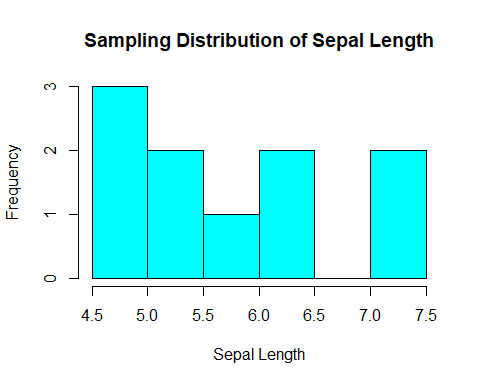 Sampling Distribution of Sepal Length
Frequency
3
2
1
0
4.5 5.0 5.5 6.0 6.5 7.0 7.5
Sepal Length